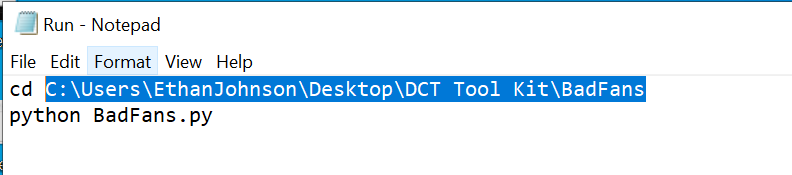 Run - Notepad
File Edit Format View Help
cd C:\Users\EthanJohnson\Desktop\DCT Tool Kit\BadFans
python BadFans.py